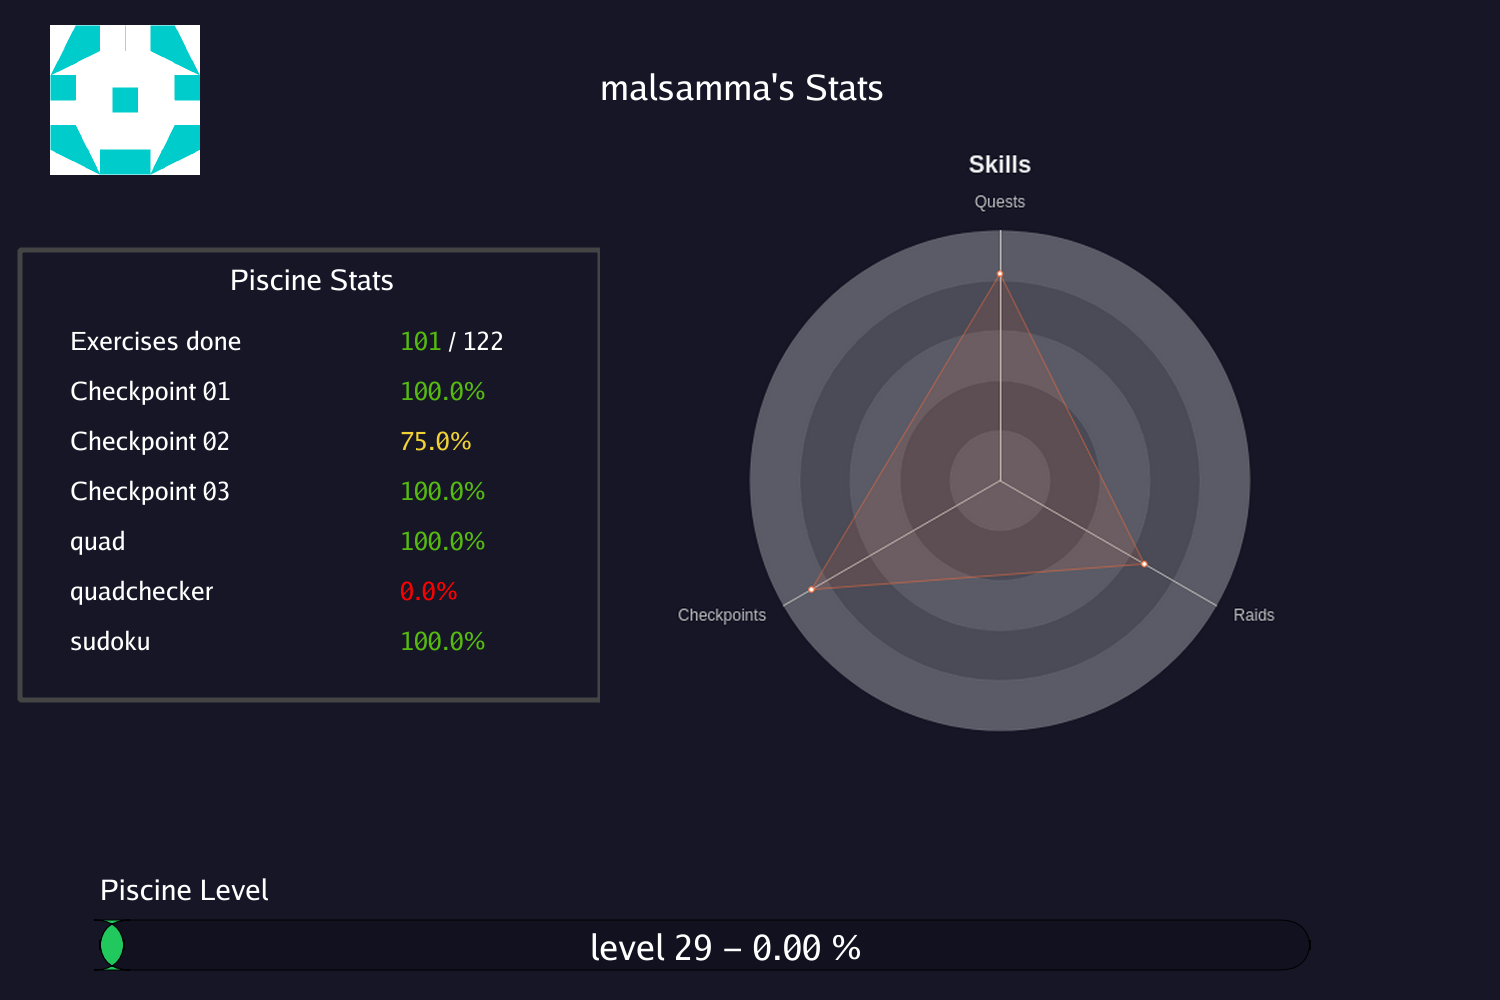 malsamma's Stats
Skills
Quests
Piscine Stats
Exercises done 101 / 122
Checkpoint 01 100.0%
Checkpoint 02 75.0%
Checkpoint 03 100.0%
quad 100.0%
quadchecker 0.0%
sudoku 100.0%
Checkpoints
Raids
Piscine Level
level 29 – 0.00 %